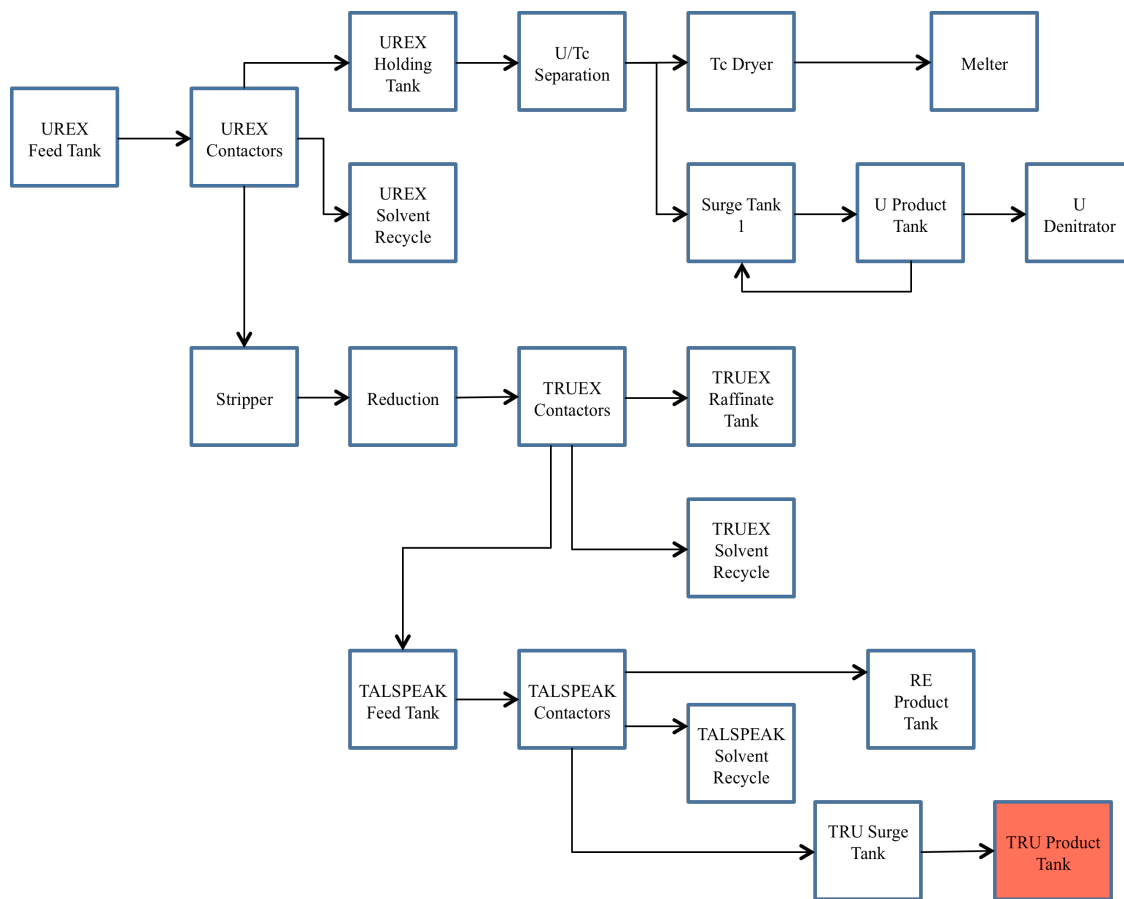 UREX
Feed Tank
UREX
Contactors
UREX
Holding
Tank
U/Tc
Separation
Tc Dryer
Melter
UREX
Solvent
Recycle
Surge Tank
1
U Product
Tank
U
Denitrator
Stripper
Reduction
TRUEX
Contactors
TRUEX
Raffinate
Tank
TRUEX
Solvent
Recycle
TALSPEAK
Feed Tank
TALSPEAK
Contactors
RE
Product
Tank
TALSPEAK
Solvent
Recycle
TRU Surge
Tank
TRU Product
Tank